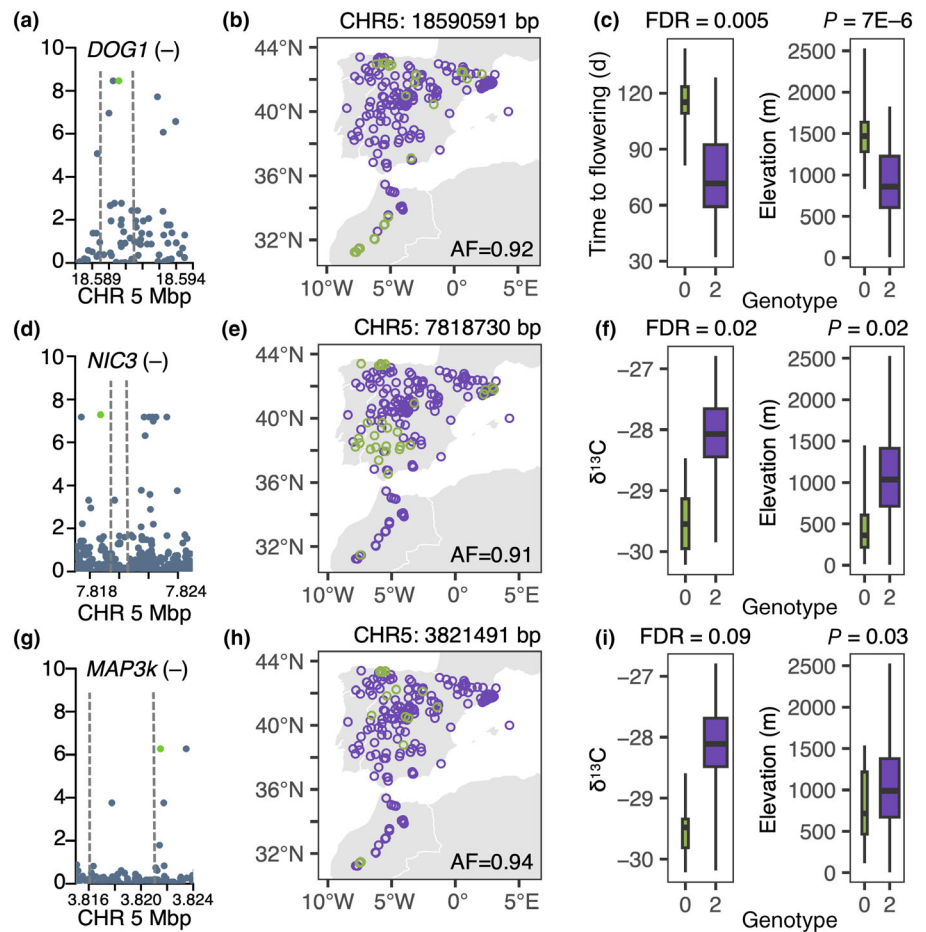 (a)
DOG1 (–)
10
8
6
4
2
0
18.589 18.594
CHR 5 Mbp
(b)
CHR5: 18590591 bp
44°N
40°N
36°N
32°N
AF=0.92
10°W 5°W 0° 5°E
(c)
FDR = 0.005
Time to flowering (d)
120
90
60
30
0 2
P = 7E–6
Elevation (m)
2500
2000
1500
1000
500
0
0 2
Genotype
(d)
NIC3 (–)
10
8
6
4
2
0
7.818 7.824
CHR 5 Mbp
(e)
CHR5: 7818730 bp
44°N
40°N
36°N
32°N
AF=0.91
10°W 5°W 0° 5°E
(f)
FDR = 0.02
δ13C
–27
–28
–29
–30
0 2
P = 0.02
Elevation (m)
2500
2000
1500
1000
500
0
0 2
Genotype
(g)
MAP3k (–)
10
8
6
4
2
0
3.816 3.820 3.824
CHR 5 Mbp
(h)
CHR5: 3821491 bp
44°N
40°N
36°N
32°N
AF=0.94
10°W 5°W 0° 5°E
(i)
FDR = 0.09
δ13C
–27
–28
–29
–30
0 2
P = 0.03
Elevation (m)
2500
2000
1500
1000
500
0
0 2
Genotype